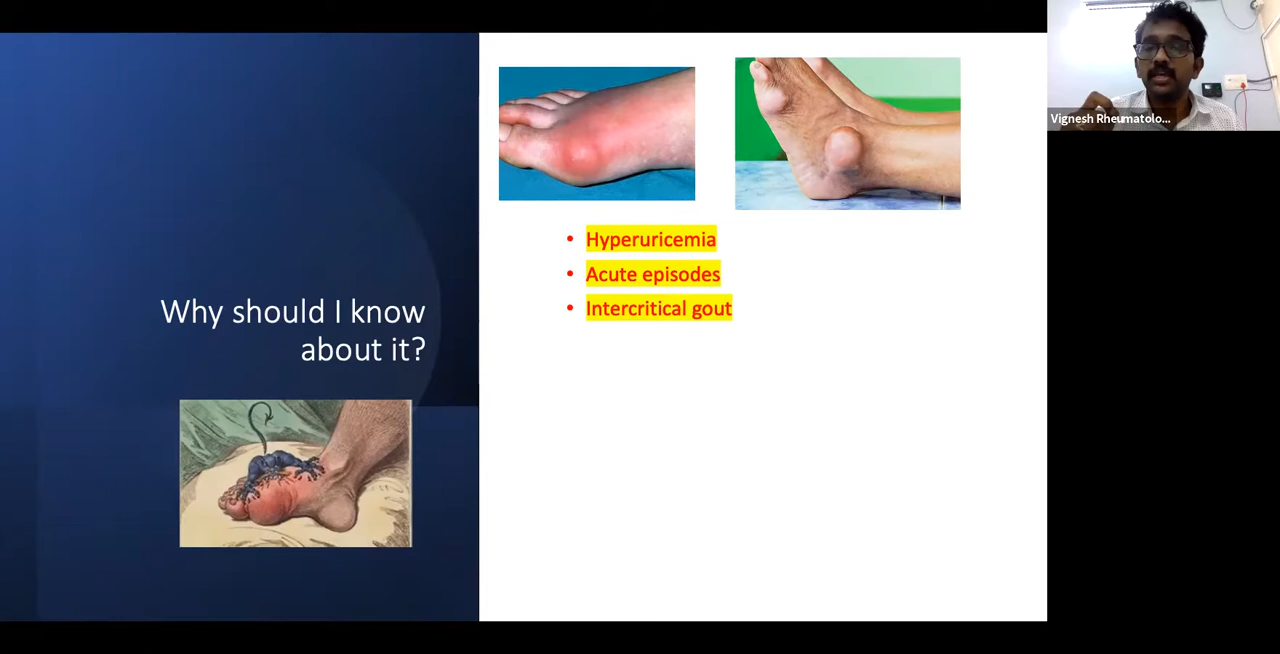 Why should I know
about it?
• Hyperuricemia
• Acute episodes
• Intercritical gout
Vignesh Rheumatolo...